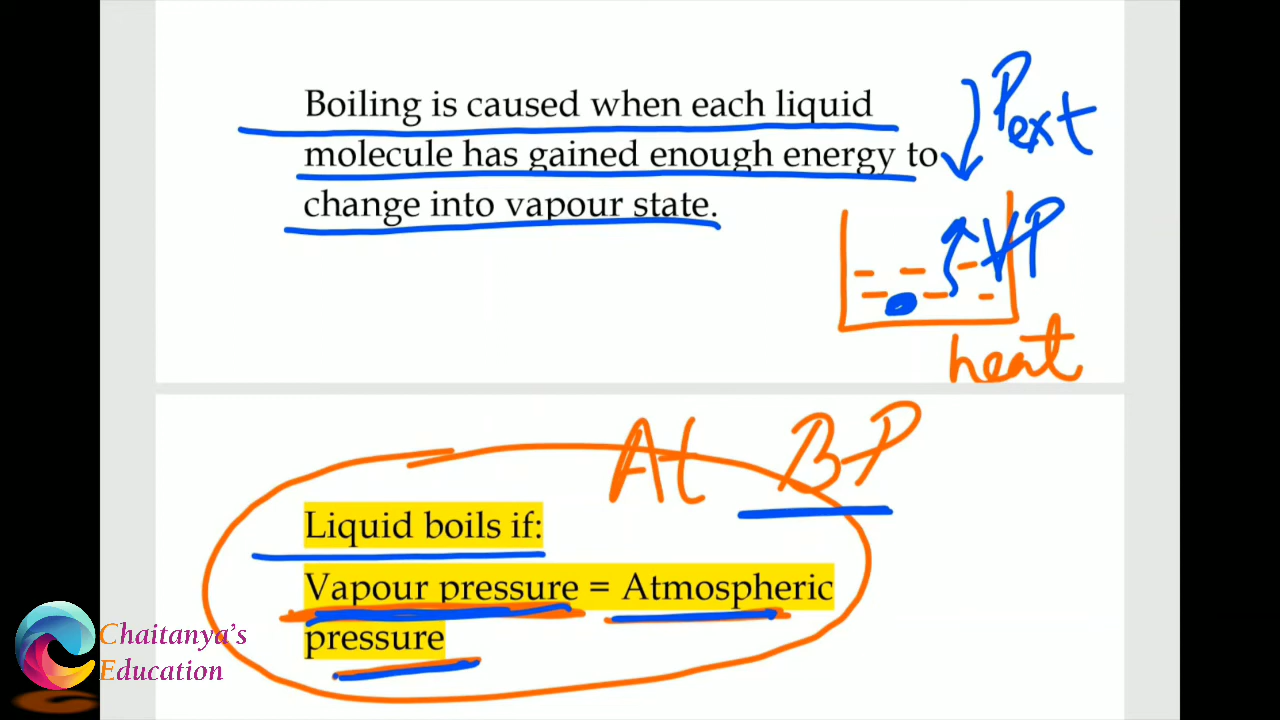 Boiling is caused when each liquid
molecule has gained enough energy to
change into vapour state.
Pext
VP
heat
At BP
Liquid boils if:
Vapour pressure = Atmospheric
pressure
Chaitanya's
Education